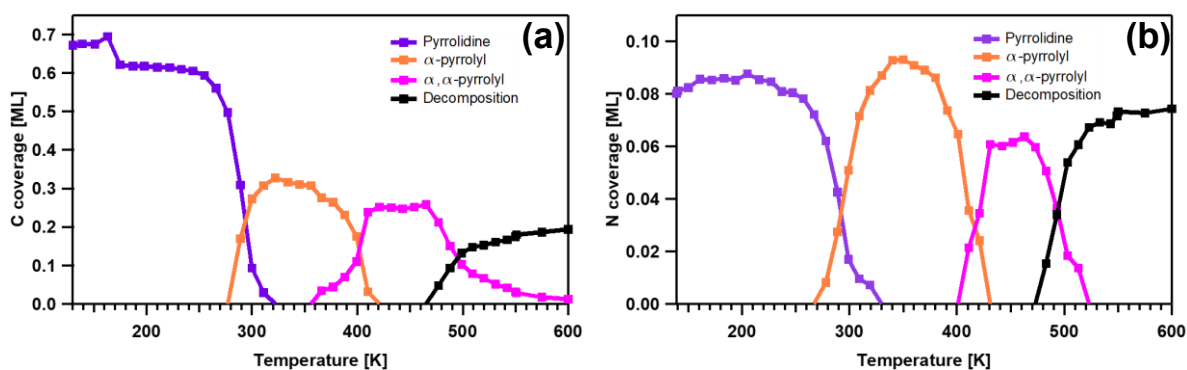 (a)
Pyrrolidine
α-pyrrolyl
α,α-pyrrolyl
Decomposition
C coverage [ML]
0.7
0.6
0.5
0.4
0.3
0.2
0.1
0.0
200 300 400 500 600
Temperature [K]
(b)
Pyrrolidine
α-pyrrolyl
α,α-pyrrolyl
Decomposition
N coverage [ML]
0.10
0.08
0.06
0.04
0.02
0.00
200 300 400 500 600
Temperature [K]